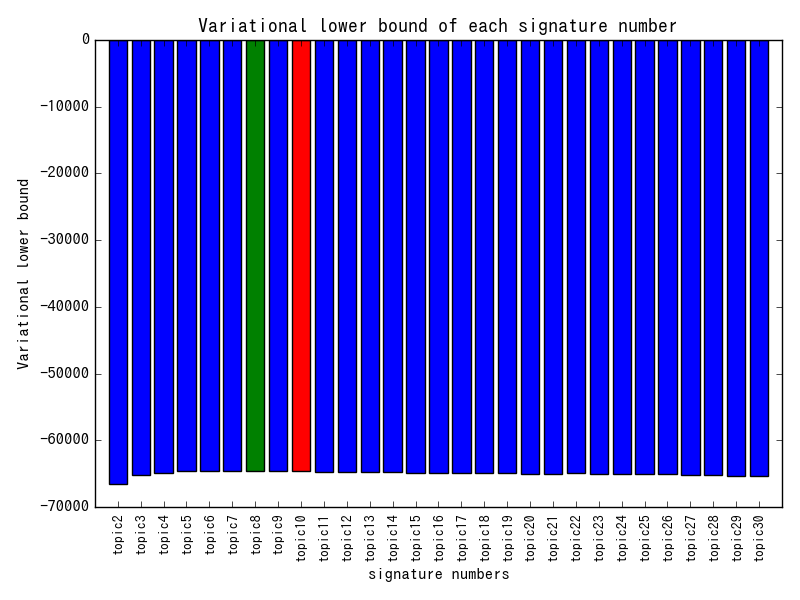 Variational lower bound of each signature number
Variational lower bound
0
−10000
−20000
−30000
−40000
−50000
−60000
−70000
topic2
topic3
topic4
topic5
topic6
topic7
topic8
topic9
topic10
topic11
topic12
topic13
topic14
topic15
topic16
topic17
topic18
topic19
topic20
topic21
topic22
topic23
topic24
topic25
topic26
topic27
topic28
topic29
topic30
signature numbers